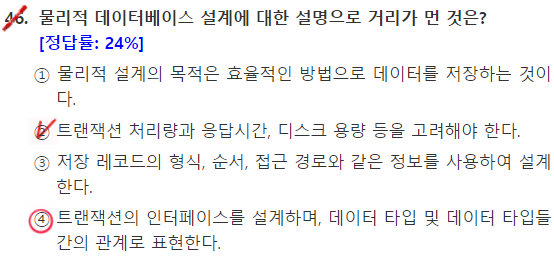 46. 물리적 데이터베이스 설계에 대한 설명으로 거리가 먼 것은?
[정답률: 24%]
① 물리적 설계의 목적은 효율적인 방법으로 데이터를 저장하는 것이
다.
② 트랜잭션 처리량과 응답시간, 디스크 용량 등을 고려해야 한다.
③ 저장 레코드의 형식, 순서, 접근 경로와 같은 정보를 사용하여 설계
한다.
④ 트랜잭션의 인터페이스를 설계하며, 데이터 타입 및 데이터 타입들
간의 관계로 표현한다.